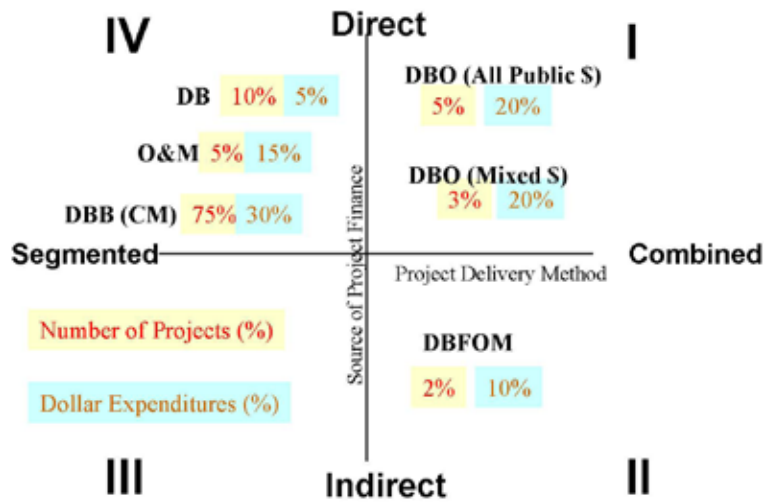 IV
Direct
I
DB 10% 5%
DBO (All Public $)
5% 20%
O&M 5% 15%
DBO (Mixed $)
3% 20%
DBB (CM) 75% 30%
Source of Project Finance
Segmented
Combined
Project Delivery Method
Number of Projects (%)
DBFOM
2% 10%
Dollar Expenditures (%)
III
Indirect
II